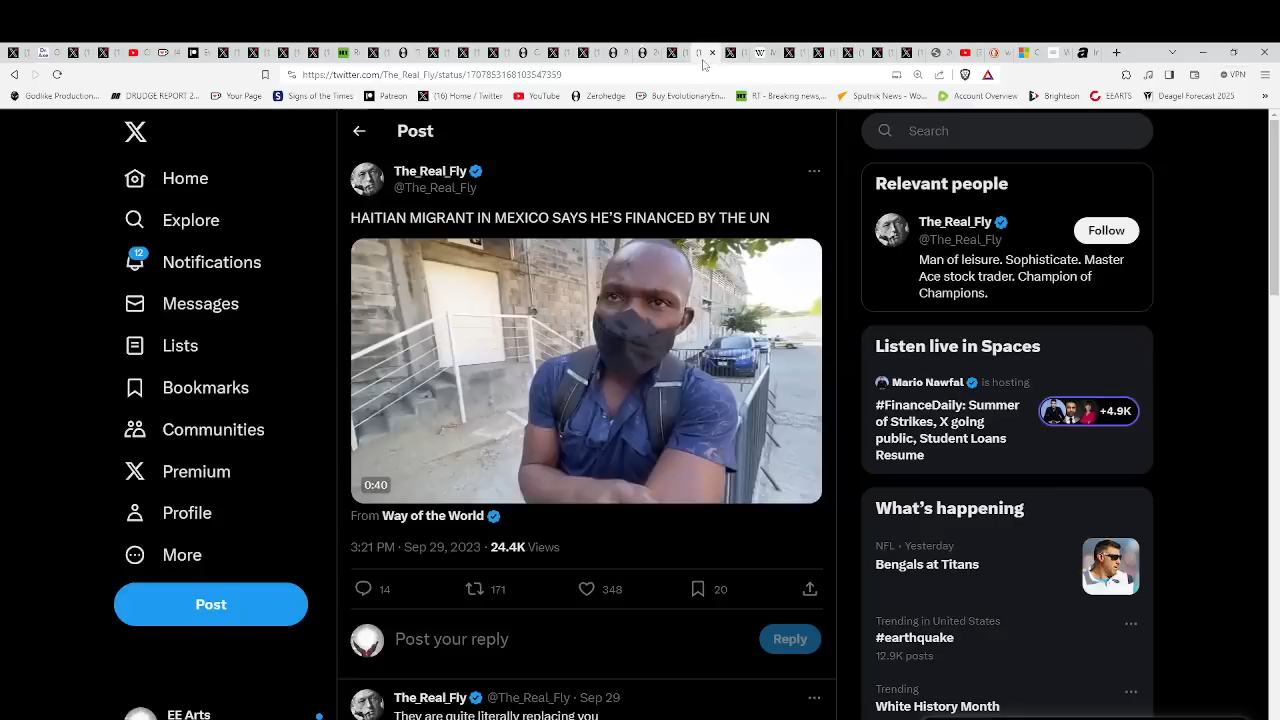 https://twitter.com/The_Real_Fly/status/1707853168103547359
VPN
Godlike Production...
DRUDGE REPORT 2...
Your Page
Signs of the Times
Patreon
(16) Home / Twitter
YouTube
Zerohedge
Buy EvolutionaryEn...
RT - Breaking news,...
Sputnik News - Wo...
Account Overview
Brighteon
EEARTS
Deagel Forecast 2025
Home
Explore
12
Notifications
Messages
Lists
Bookmarks
Communities
Premium
Profile
More
Post
EE Arts
Post
The_Real_Fly
@The_Real_Fly
HAITIAN MIGRANT IN MEXICO SAYS HE'S FINANCED BY THE UN
0:40
From Way of the World
3:21 PM · Sep 29, 2023 · 24.4K Views
14 171 348 20
Post your reply
Reply
The_Real_Fly @The_Real_Fly · Sep 29
They are quite literally replacing you
Search
Relevant people
The_Real_Fly
@The_Real_Fly
Follow
Man of leisure. Sophisticate. Master
Ace stock trader. Champion of
Champions.
Listen live in Spaces
Mario Nawfal is hosting
#FinanceDaily: Summer
of Strikes, X going
public, Student Loans
Resume
+4.9K
What's happening
NFL · Yesterday
Bengals at Titans
Trending in United States
#earthquake
12.9K posts
Trending
White History Month